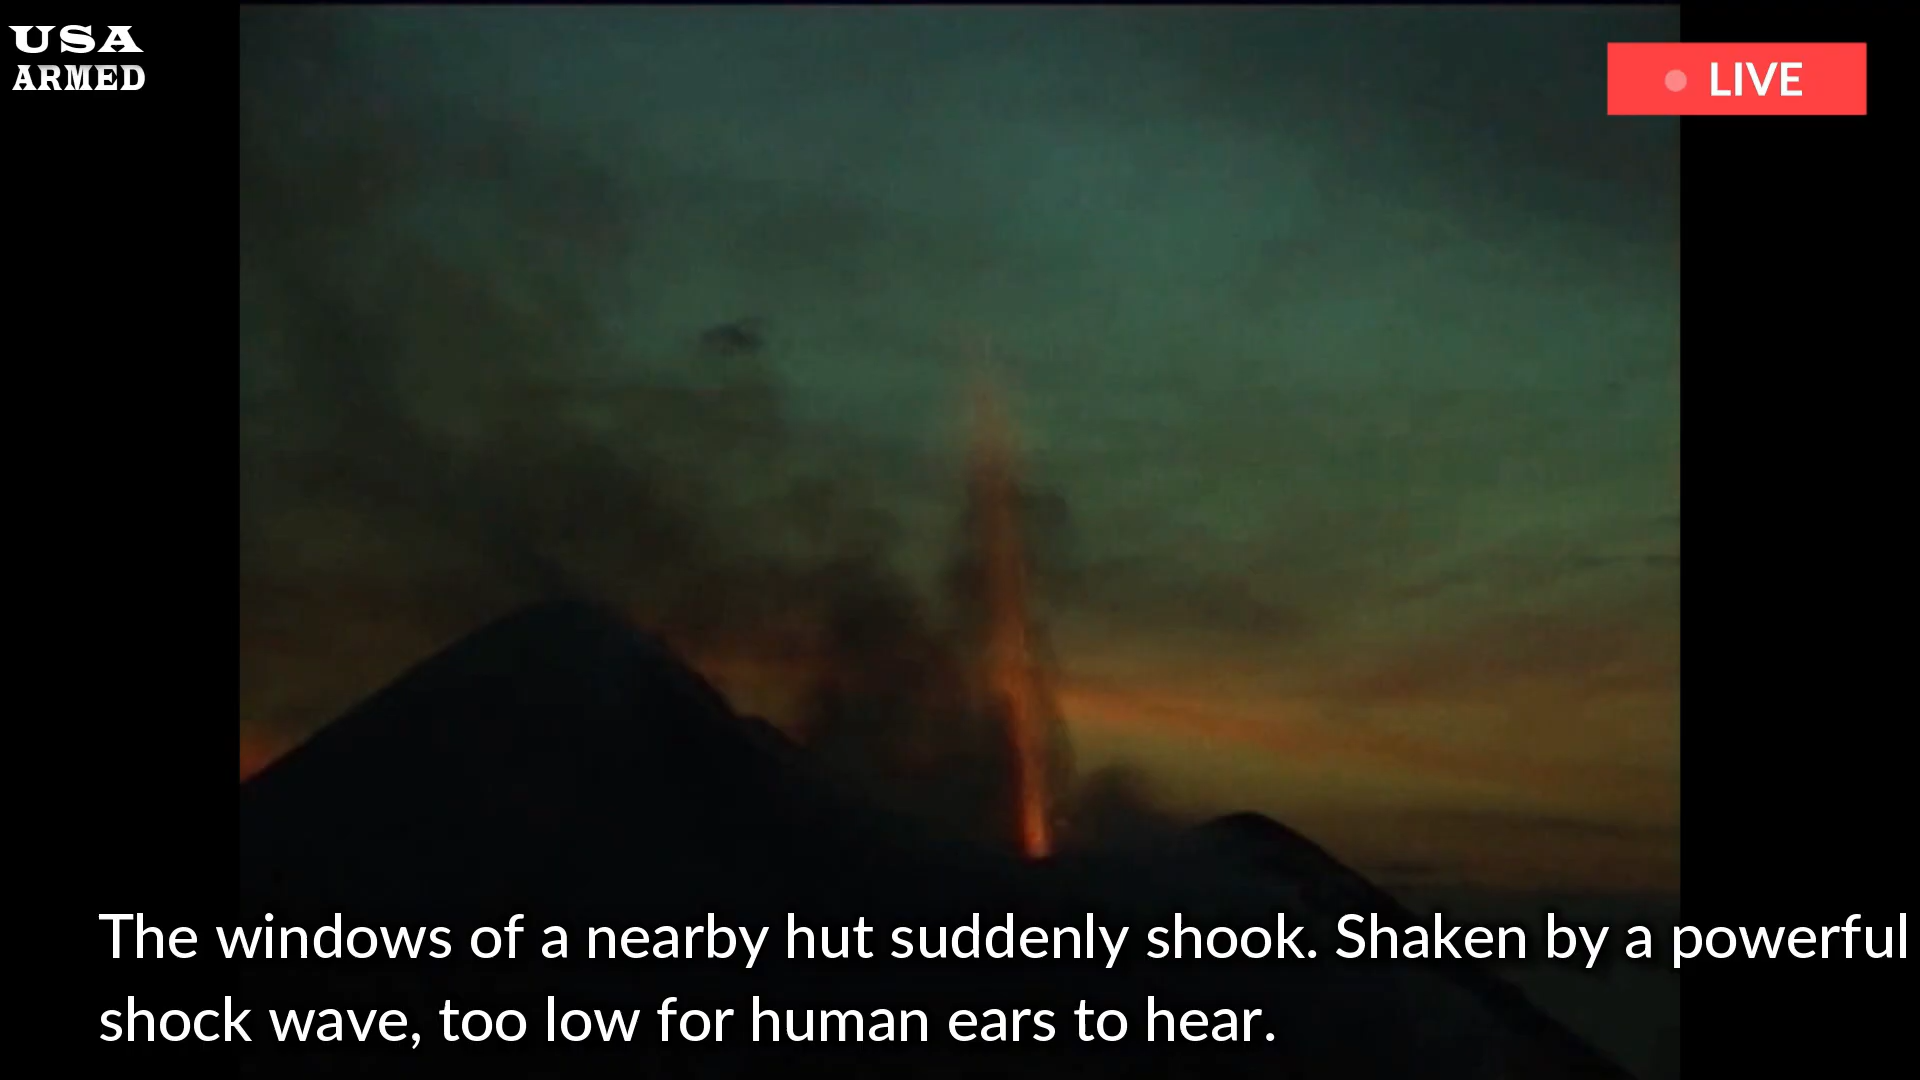 USA
ARMED
LIVE
The windows of a nearby hut suddenly shook. Shaken by a powerful
shock wave, too low for human ears to hear.